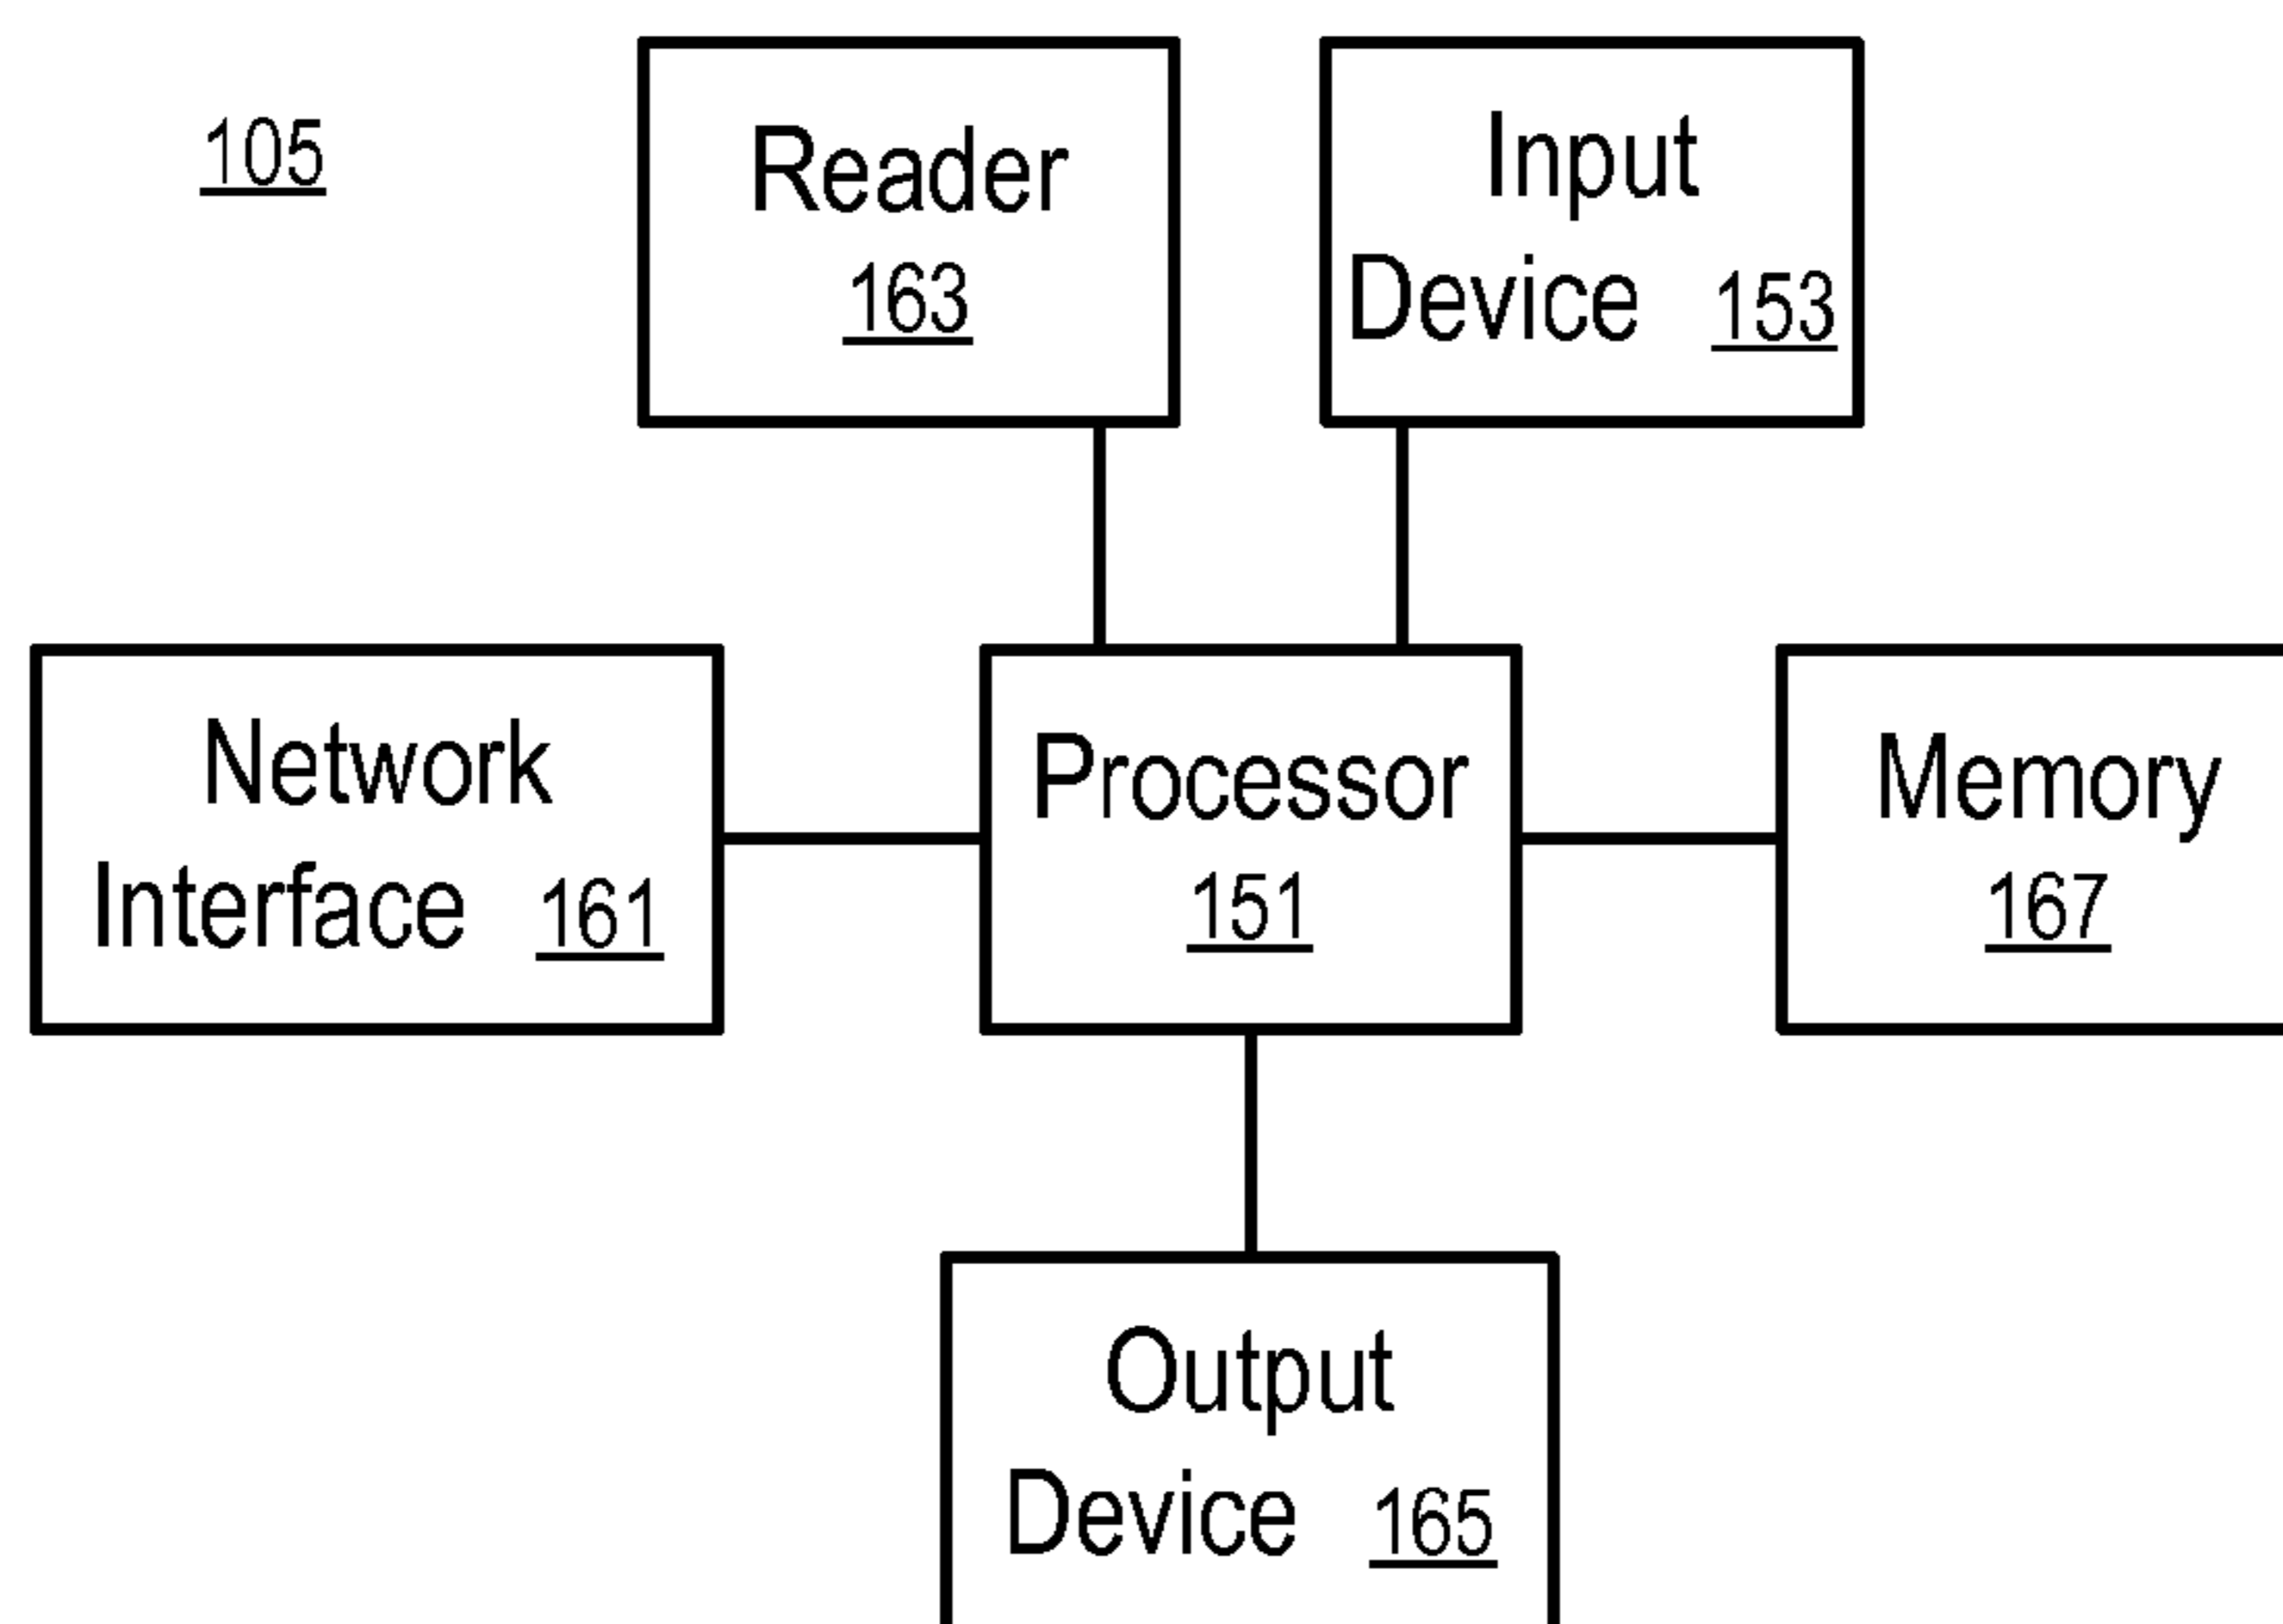 105
Reader
163
Input
Device 153
Network
Interface 161
Processor
151
Memory
167
Output
Device 165